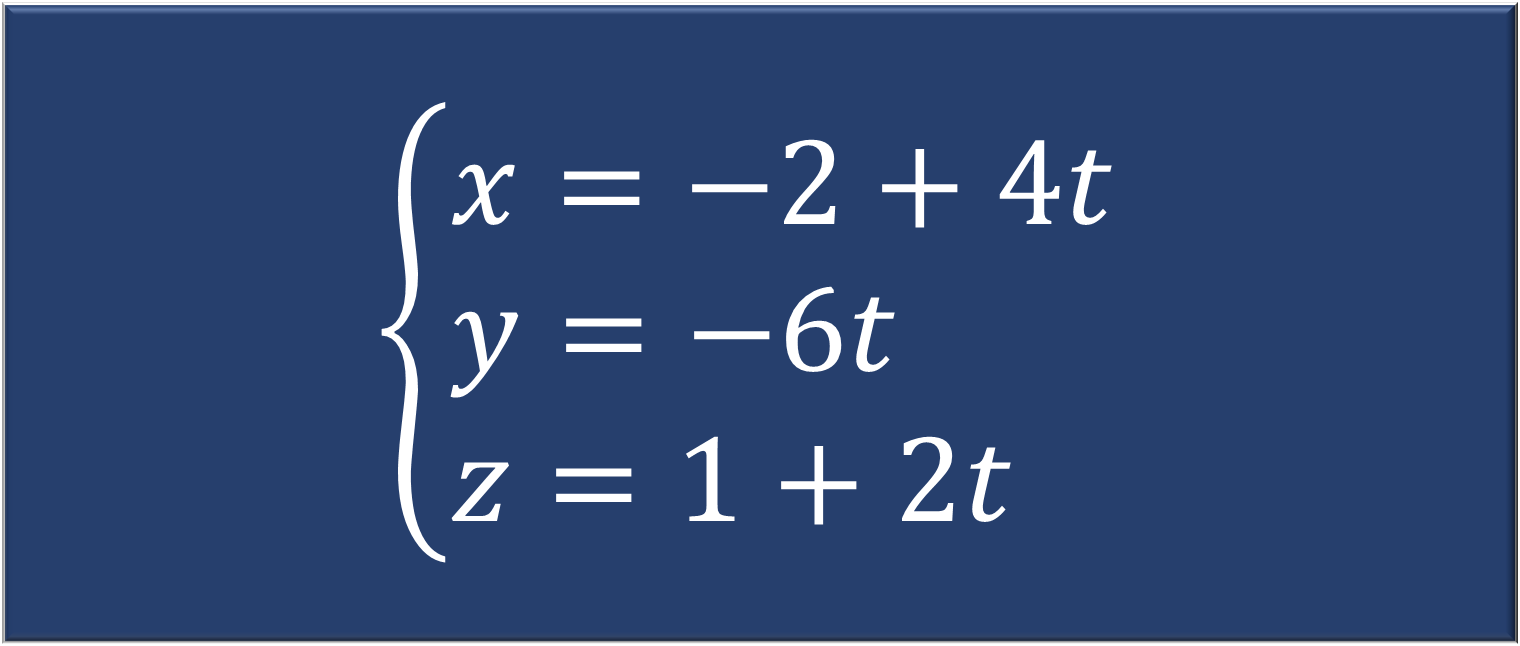 x = −2 + 4t
y = −6t
z = 1 + 2t